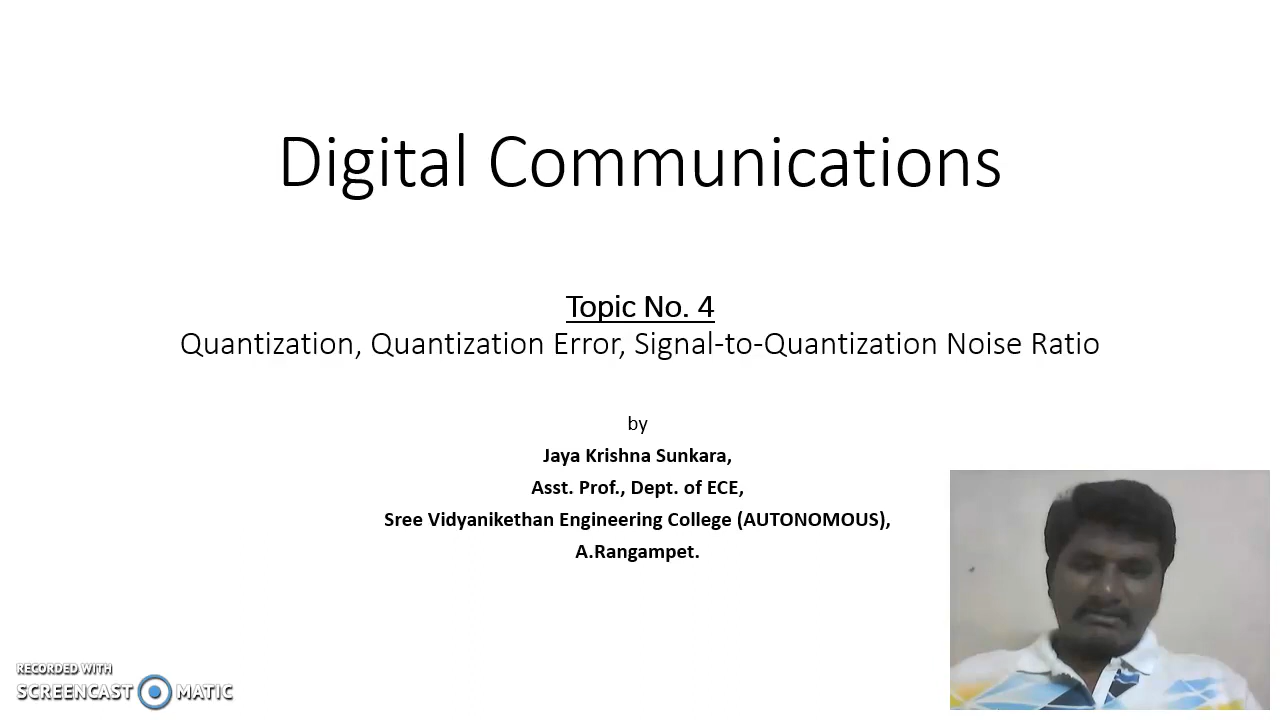 Digital Communications
Topic No. 4
Quantization, Quantization Error, Signal-to-Quantization Noise Ratio
by
Jaya Krishna Sunkara,
Asst. Prof., Dept. of ECE,
Sree Vidyanikethan Engineering College (AUTONOMOUS),
A.Rangampet.
RECORDED WITH
SCREENCAST MATIC